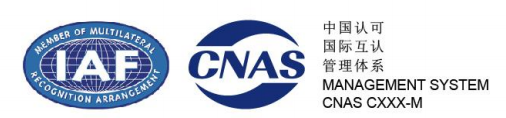 MEMBER OF MULTILATERAL
IAF
RECOGNITION ARRANGEMENT
CNAS
中国认可
国际互认
管理体系
MANAGEMENT SYSTEM
CNAS CXXX-M